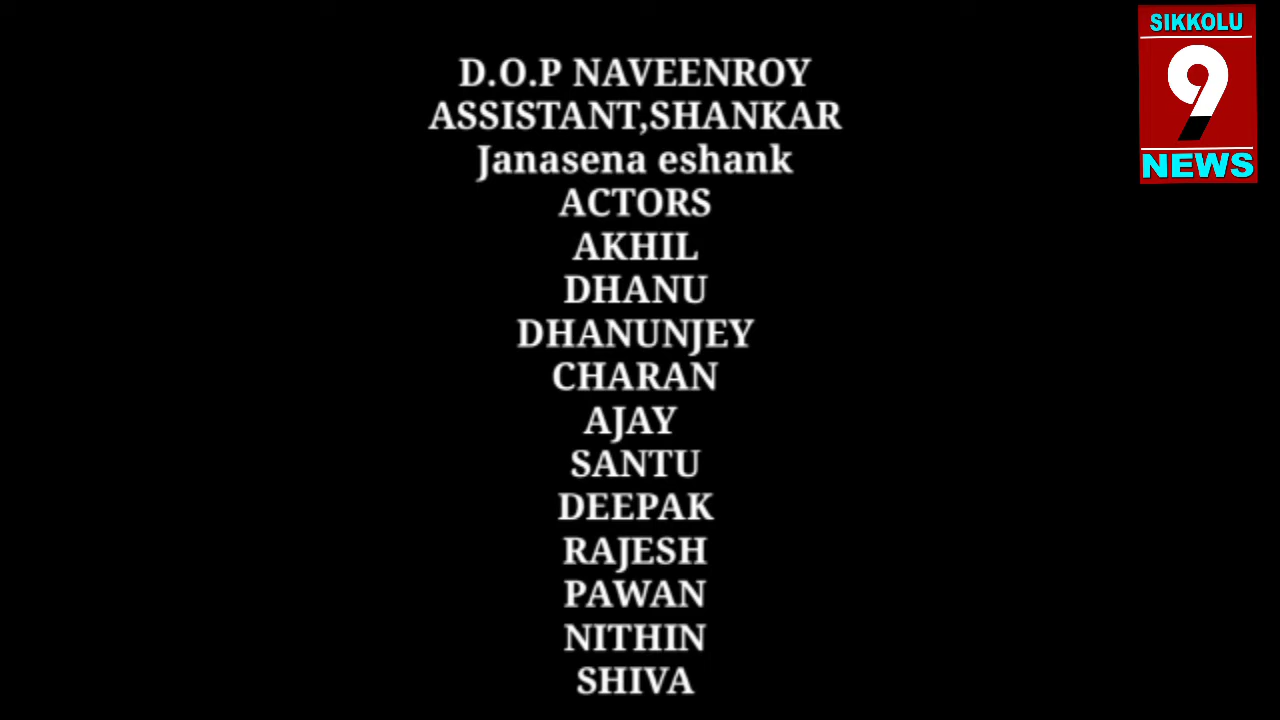 D.O.P NAVEENROY
ASSISTANT,SHANKAR
Janasena eshank
ACTORS
AKHIL
DHANU
DHANUNJEY
CHARAN
AJAY
SANTU
DEEPAK
RAJESH
PAWAN
NITHIN
SHIVA
SIKKOLU
9
NEWS